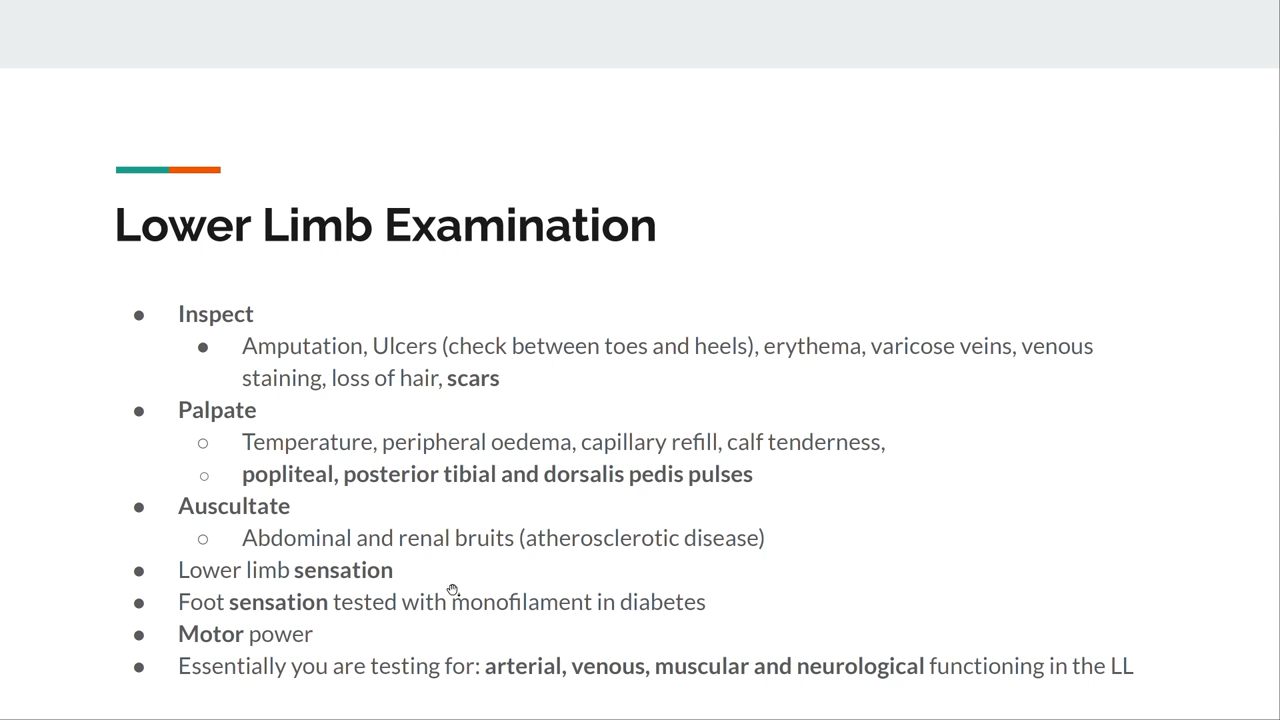 Lower Limb Examination
● Inspect
● Amputation, Ulcers (check between toes and heels), erythema, varicose veins, venous
staining, loss of hair, scars
● Palpate
○ Temperature, peripheral oedema, capillary refill, calf tenderness,
○ popliteal, posterior tibial and dorsalis pedis pulses
● Auscultate
○ Abdominal and renal bruits (atherosclerotic disease)
● Lower limb sensation
● Foot sensation tested with monofilament in diabetes
● Motor power
● Essentially you are testing for: arterial, venous, muscular and neurological functioning in the LL